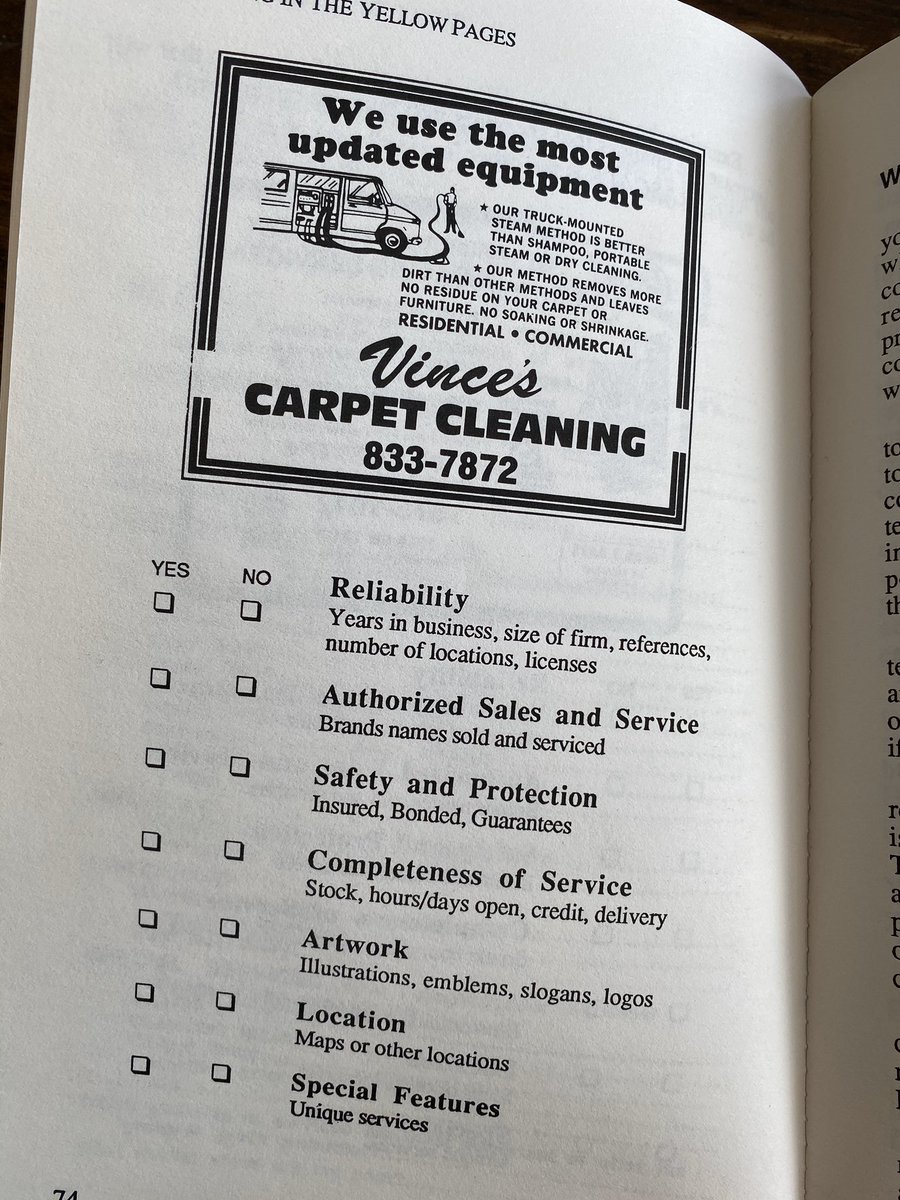 IN THE YELLOW PAGES
We use the most
updated equipment
★ OUR TRUCK-MOUNTED
STEAM METHOD IS BETTER
THAN SHAMPOO, PORTABLE
STEAM OR DRY CLEANING.
★ OUR METHOD REMOVES MORE
DIRT THAN OTHER METHODS AND LEAVES
NO RESIDUE ON YOUR CARPET OR
FURNITURE. NO SOAKING OR SHRINKAGE.
RESIDENTIAL • COMMERCIAL
Vince's
CARPET CLEANING
833-7872
YES NO
Reliability
Years in business, size of firm, references,
number of locations, licenses
Authorized Sales and Service
Brands names sold and serviced
Safety and Protection
Insured, Bonded, Guarantees
Completeness of Service
Stock, hours/days open, credit, delivery
Artwork
Illustrations, emblems, slogans, logos
Location
Maps or other locations
Special Features
Unique services
74